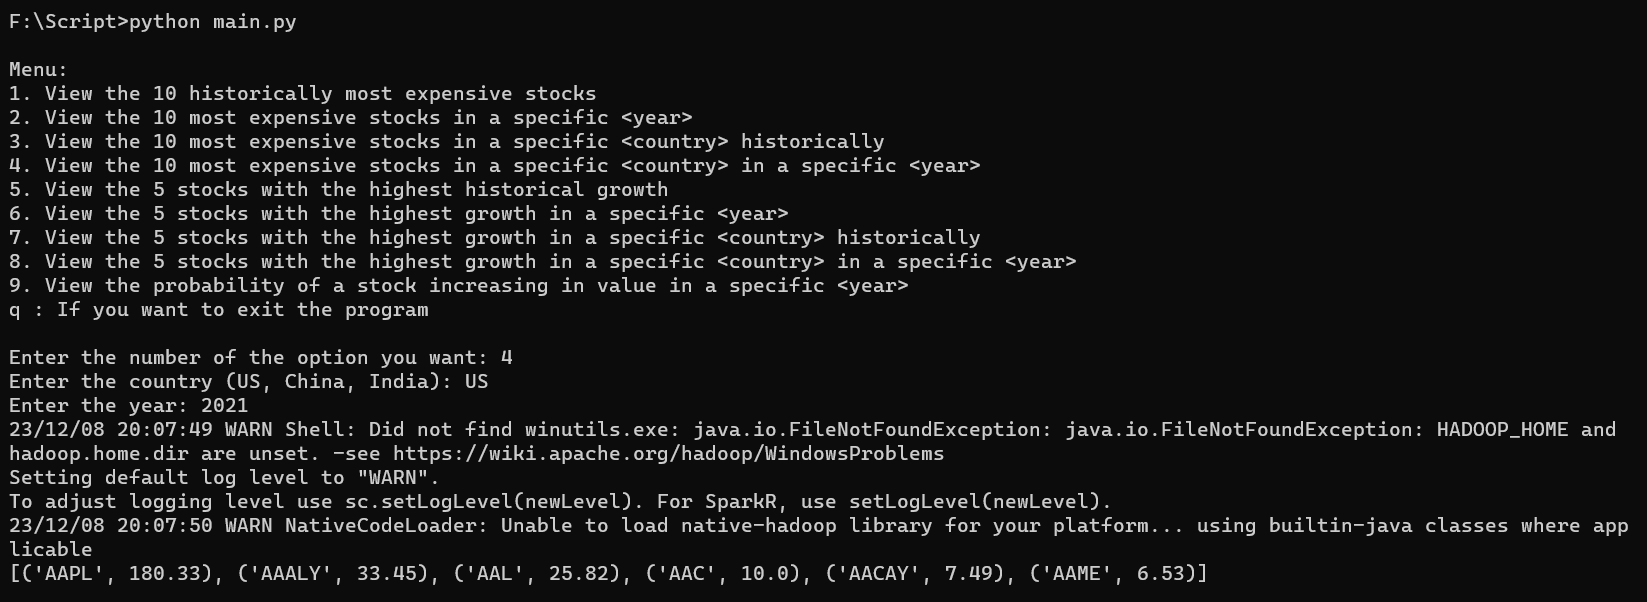 F:\Script>python main.py

Menu:
1. View the 10 historically most expensive stocks
2. View the 10 most expensive stocks in a specific <year>
3. View the 10 most expensive stocks in a specific <country> historically
4. View the 10 most expensive stocks in a specific <country> in a specific <year>
5. View the 5 stocks with the highest historical growth
6. View the 5 stocks with the highest growth in a specific <year>
7. View the 5 stocks with the highest growth in a specific <country> historically
8. View the 5 stocks with the highest growth in a specific <country> in a specific <year>
9. View the probability of a stock increasing in value in a specific <year>
q : If you want to exit the program

Enter the number of the option you want: 4
Enter the country (US, China, India): US
Enter the year: 2021
23/12/08 20:07:49 WARN Shell: Did not find winutils.exe: java.io.FileNotFoundException: java.io.FileNotFoundException: HADOOP_HOME and
hadoop.home.dir are unset. -see https://wiki.apache.org/hadoop/WindowsProblems
Setting default log level to "WARN".
To adjust logging level use sc.setLogLevel(newLevel). For SparkR, use setLogLevel(newLevel).
23/12/08 20:07:50 WARN NativeCodeLoader: Unable to load native-hadoop library for your platform... using builtin-java classes where app
licable
[('AAPL', 180.33), ('AAALY', 33.45), ('AAL', 25.82), ('AAC', 10.0), ('AACAY', 7.49), ('AAME', 6.53)]